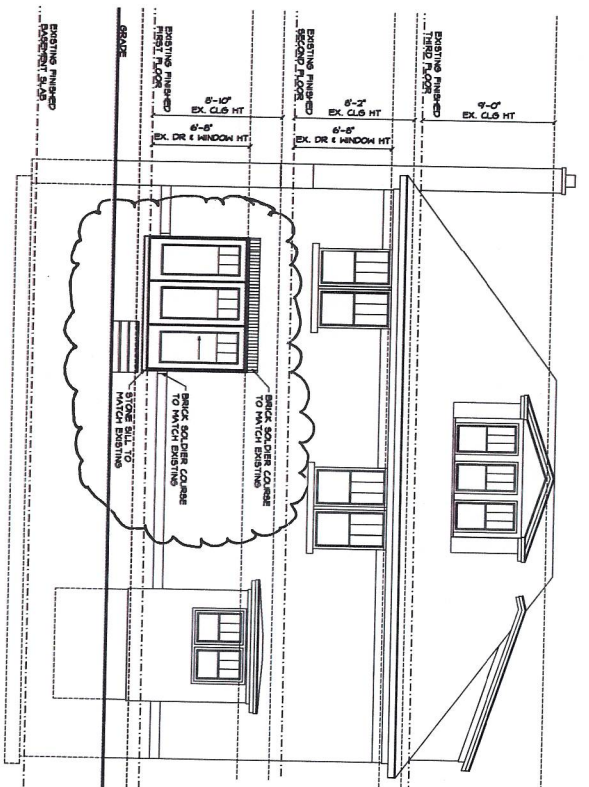 EXISTING FINISHED
THIRD FLOOR
9'-0"
EX. CLG HT
EXISTING FINISHED
SECOND FLOOR
8'-2"
EX. CLG HT
6'-8"
EX. DR & WINDOW HT
EXISTING FINISHED
FIRST FLOOR
8'-10"
EX. CLG HT
6'-8"
EX. DR & WINDOW HT
GRADE
EXISTING FINISHED
BASEMENT SLAB
BRICK SOLDIER COURSE
TO MATCH EXISTING
BRICK SOLDIER COURSE
TO MATCH EXISTING
STONE SILL TO
MATCH EXISTING